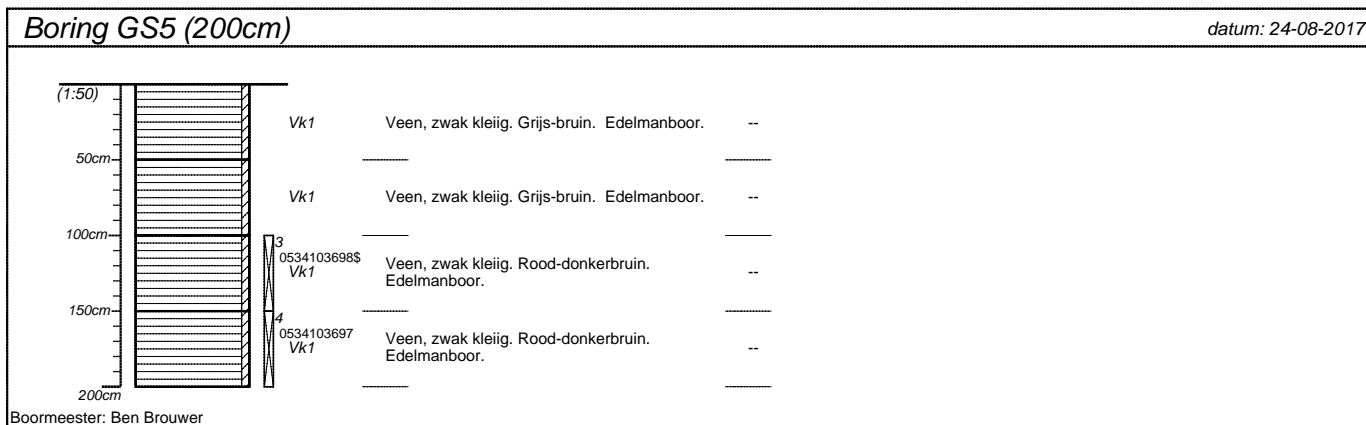 Boring GS5 (200cm)
datum: 24-08-2017
(1:50)
Vk1
Veen, zwak kleiig. Grijs-bruin.  Edelmanboor.
--
50cm
Vk1
Veen, zwak kleiig. Grijs-bruin.  Edelmanboor.
--
100cm
3
0534103698$
Vk1
Veen, zwak kleiig. Rood-donkerbruin.
Edelmanboor.
--
150cm
4
0534103697
Vk1
Veen, zwak kleiig. Rood-donkerbruin.
Edelmanboor.
--
200cm
Boormeester: Ben Brouwer